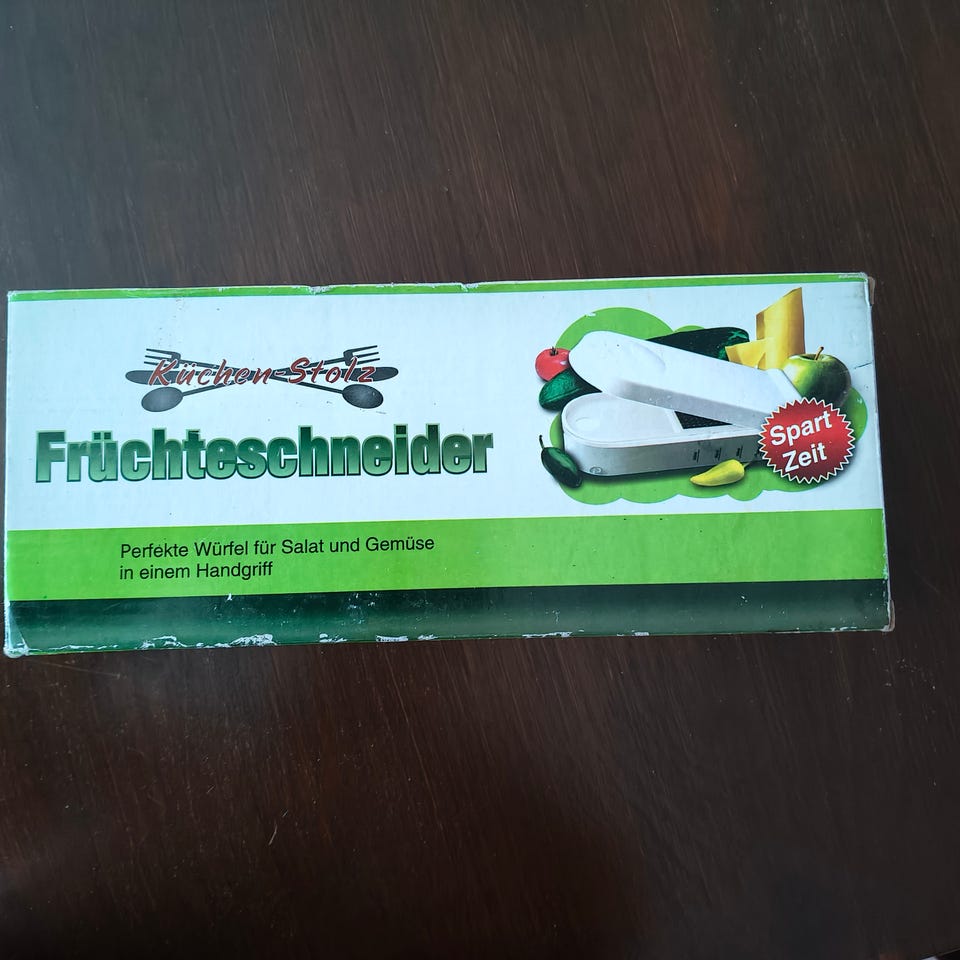 Küchen-Stolz
Früchteschneider
Spart
Zeit
Perfekte Würfel für Salat und Gemüse
in einem Handgriff